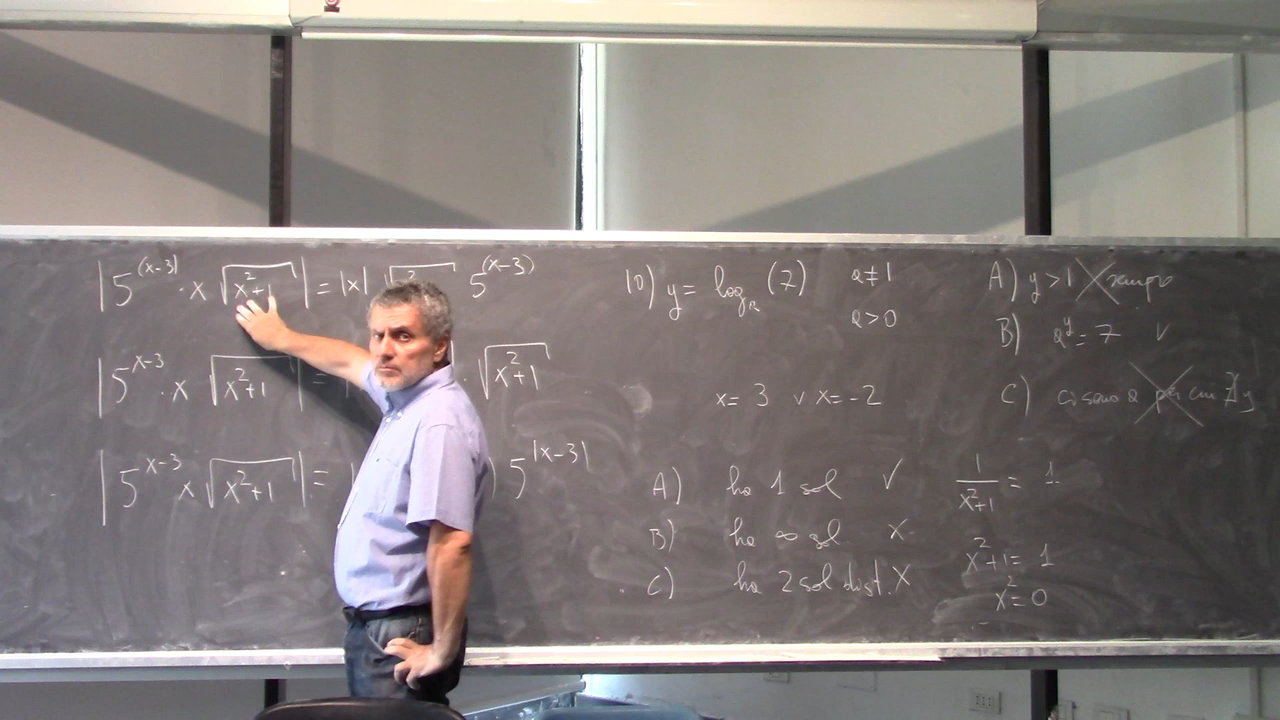 |5^(x-3) · x √(x²+1)| = |x| √x² 5^(x-3)
|5^x-3 · x √(x²+1)| = | · √(x²+1)
|5^x-3 x √(x²+1)| = | ) 5^|x-3|
10) y = log_a (7) a≠1
a>0
x = 3 v x = -2
A) ha 1 sol ✓
B) ha ∞ sol x
C) ha 2 sol dist. X
A) y>1 sempre
B) a^y = 7 v
C) ci sono a per cui ∄ y
1/(x²+1) = 1
x²+1 = 1
x² = 0